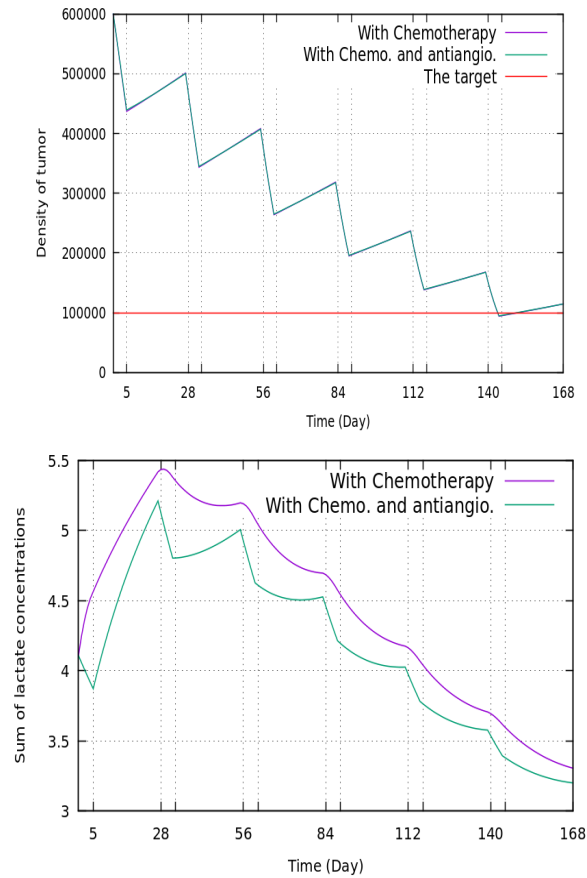 600000
With Chemotherapy
With Chemo. and antiangio.
The target
500000
400000
300000
200000
100000
0
Density of tumor
5 28 56 84 112 140 168
Time (Day)
5.5
With Chemotherapy
With Chemo. and antiangio.
5
4.5
4
3.5
3
Sum of lactate concentrations
5 28 56 84 112 140 168
Time (Day)